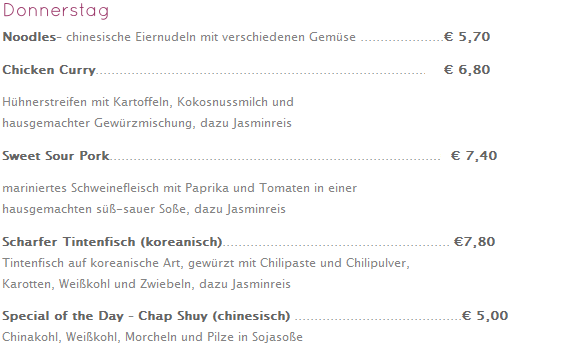 Donnerstag
Noodles- chinesische Eiernudeln mit verschiedenen Gemüse .....................€ 5,70
Chicken Curry................................................................................... € 6,80
Hühnerstreifen mit Kartoffeln, Kokosnussmilch und
hausgemachter Gewürzmischung, dazu Jasminreis
Sweet Sour Pork.................................................................................... € 7,40
mariniertes Schweinefleisch mit Paprika und Tomaten in einer
hausgemachten süß-sauer Soße, dazu Jasminreis
Scharfer Tintenfisch (koreanisch)......................................................... €7,80
Tintenfisch auf koreanische Art, gewürzt mit Chilipaste und Chilipulver,
Karotten, Weißkohl und Zwiebeln, dazu Jasminreis
Special of the Day - Chap Shuy (chinesisch) ..........................................€ 5,00
Chinakohl, Weißkohl, Morcheln und Pilze in Sojasoße